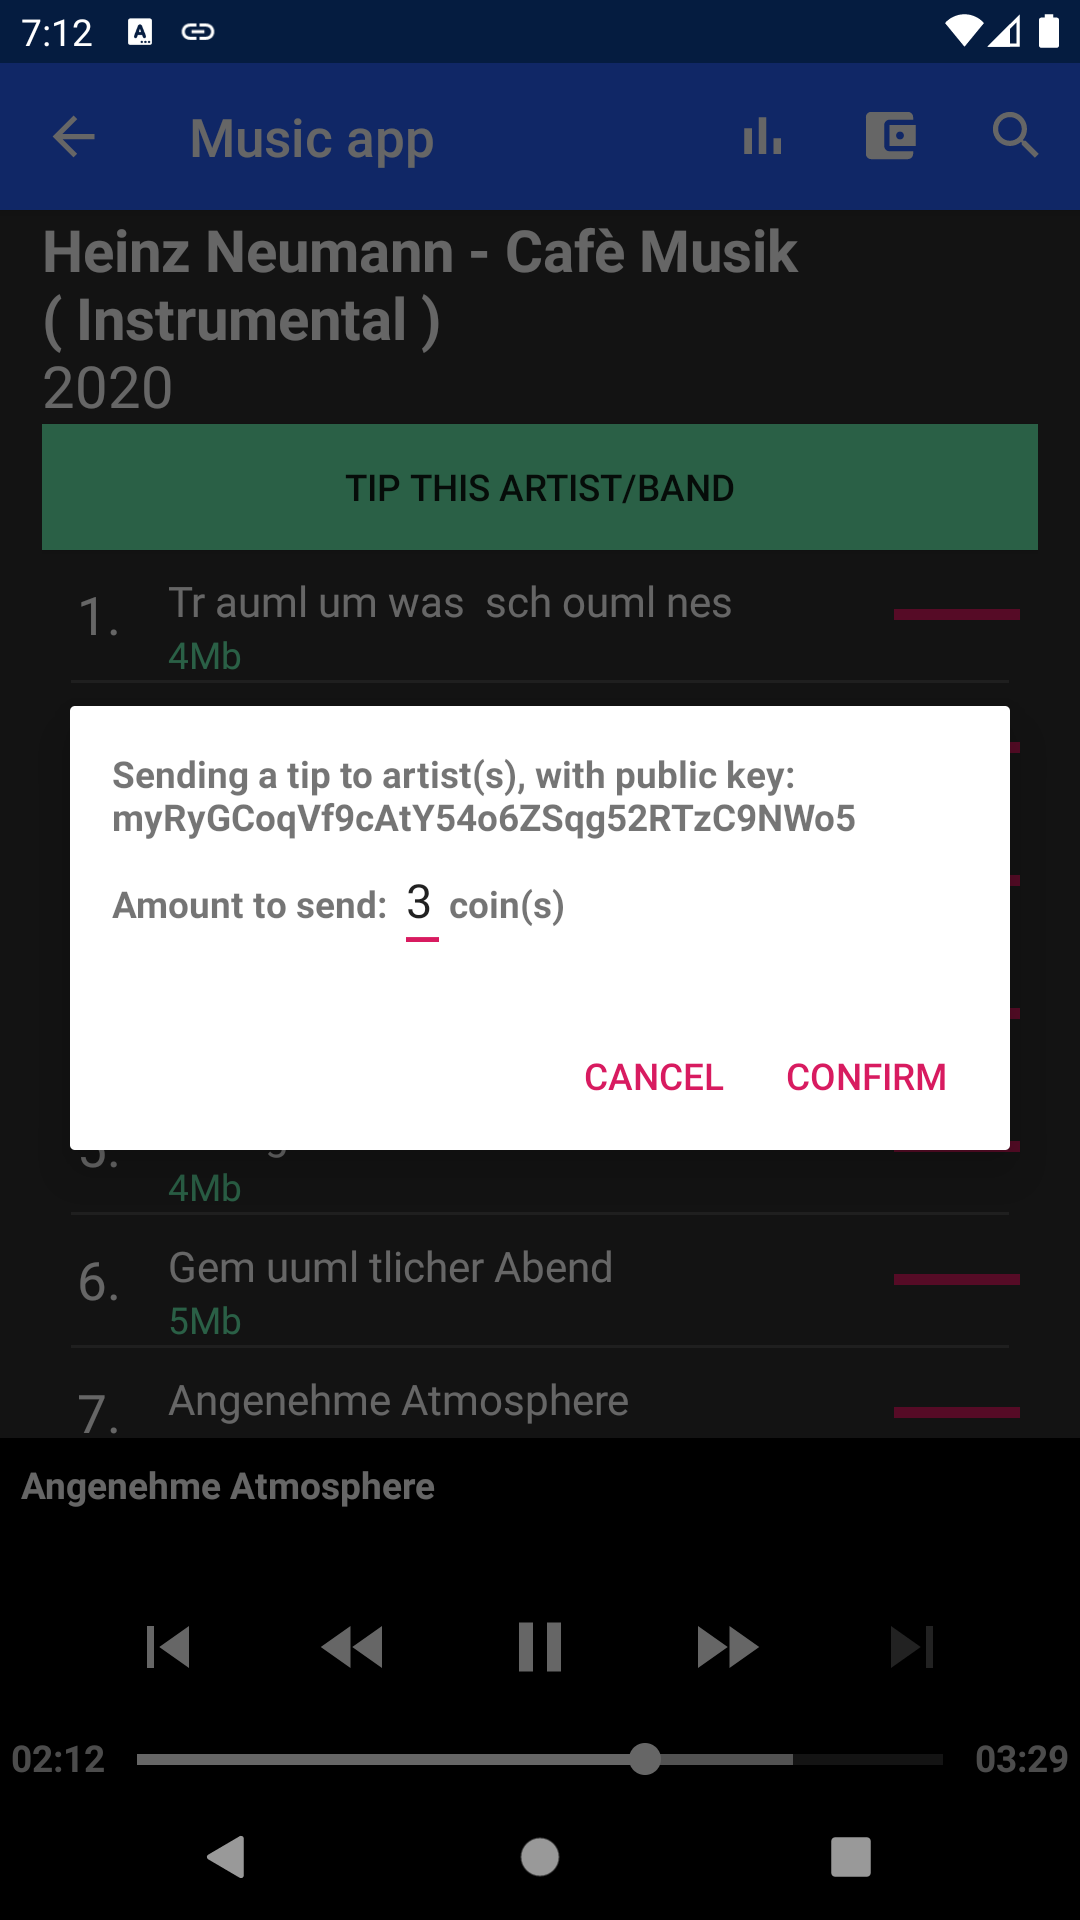 7:12
Music app
Heinz Neumann - Cafè Musik
( Instrumental )
2020
TIP THIS ARTIST/BAND
1.
Tr auml um was  sch ouml nes
4Mb
Sending a tip to artist(s), with public key:
myRyGCoqVf9cAtY54o6ZSqg52RTzC9NWo5
Amount to send: 3 coin(s)
CANCEL CONFIRM
4Mb
6.
Gem uuml tlicher Abend
5Mb
7.
Angenehme Atmosphere
Angenehme Atmosphere
02:12
03:29